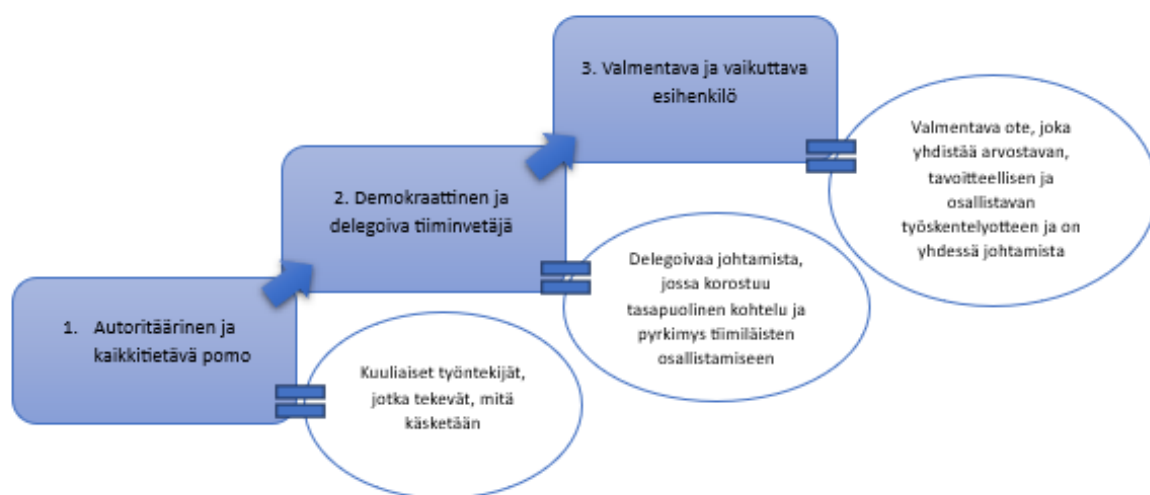 1. Autoritäärinen ja
kaikkitietävä pomo
Kuuliaiset työntekijät,
jotka tekevät, mitä
käsketään
2. Demokraattinen ja
delegoiva tiiminvetäjä
Delegoivaa johtamista,
jossa korostuu
tasapuolinen kohtelu ja
pyrkimys tiimiläisten
osallistamiseen
3. Valmentava ja vaikuttava
esihenkilö
Valmentava ote, joka
yhdistää arvostavan,
tavoitteellisen ja
osallistavan
työskentelyotteen ja on
yhdessä johtamista